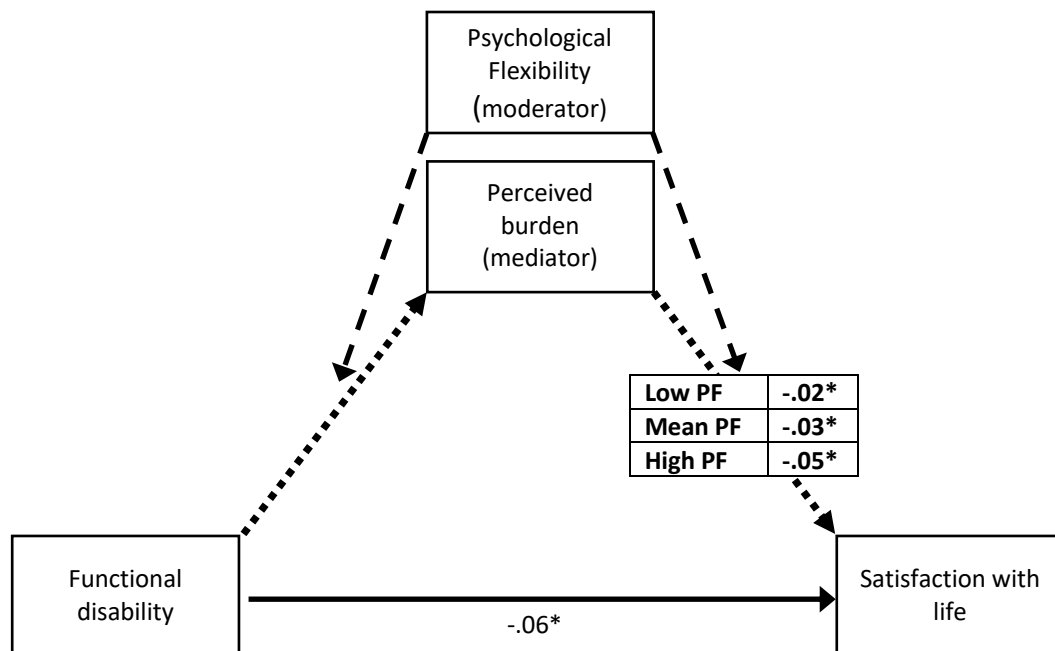 Psychological
Flexibility
(moderator)
Perceived
burden
(mediator)
Low PF -.02*
Mean PF -.03*
High PF -.05*
Functional
disability
Satisfaction with
life
-.06*